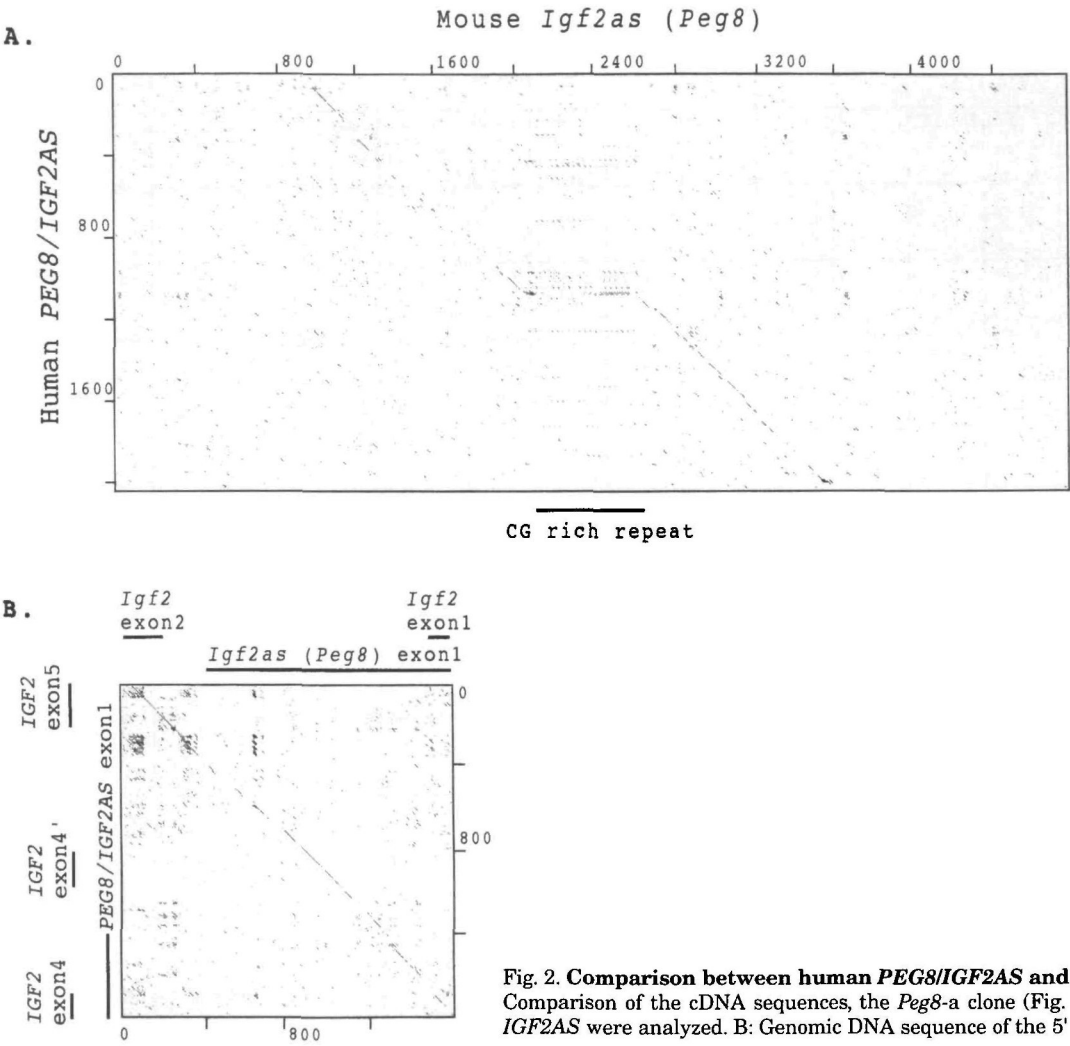 A.
Mouse Igf2as (Peg8)
0 800 1600 2400 3200 4000
Human PEG8/IGF2AS
0
800
1600
CG rich repeat
B.
Igf2 exon2
Igf2 exon1
Igf2as (Peg8) exon1
IGF2 exon5
IGF2 exon4'
IGF2 exon4
PEG8/IGF2AS exon1
0
800
0 800
Fig. 2. Comparison between human PEG8/IGF2AS and
Comparison of the cDNA sequences, the Peg8-a clone (Fig.
IGF2AS were analyzed. B: Genomic DNA sequence of the 5'